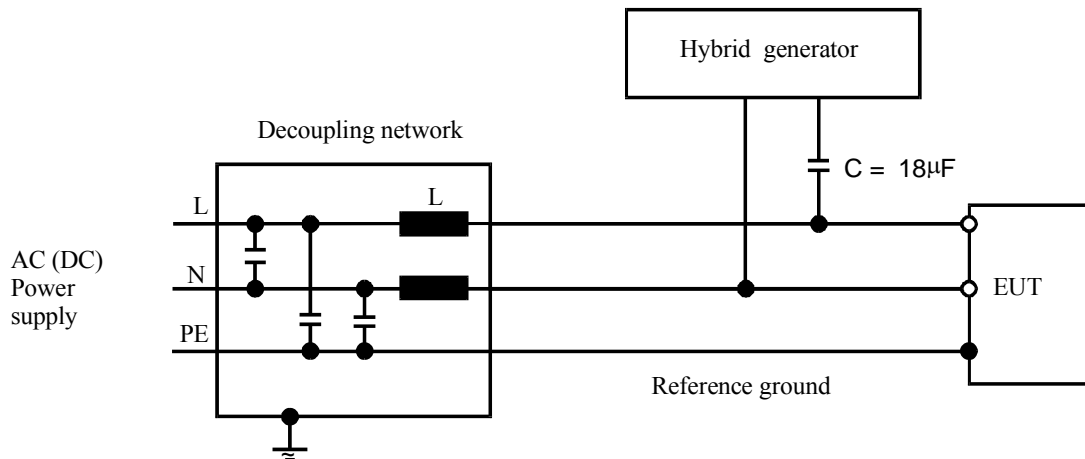 Hybrid generator
Decoupling network
C = 18µF
L
L
AC (DC)
Power
supply
N
EUT
PE
Reference ground